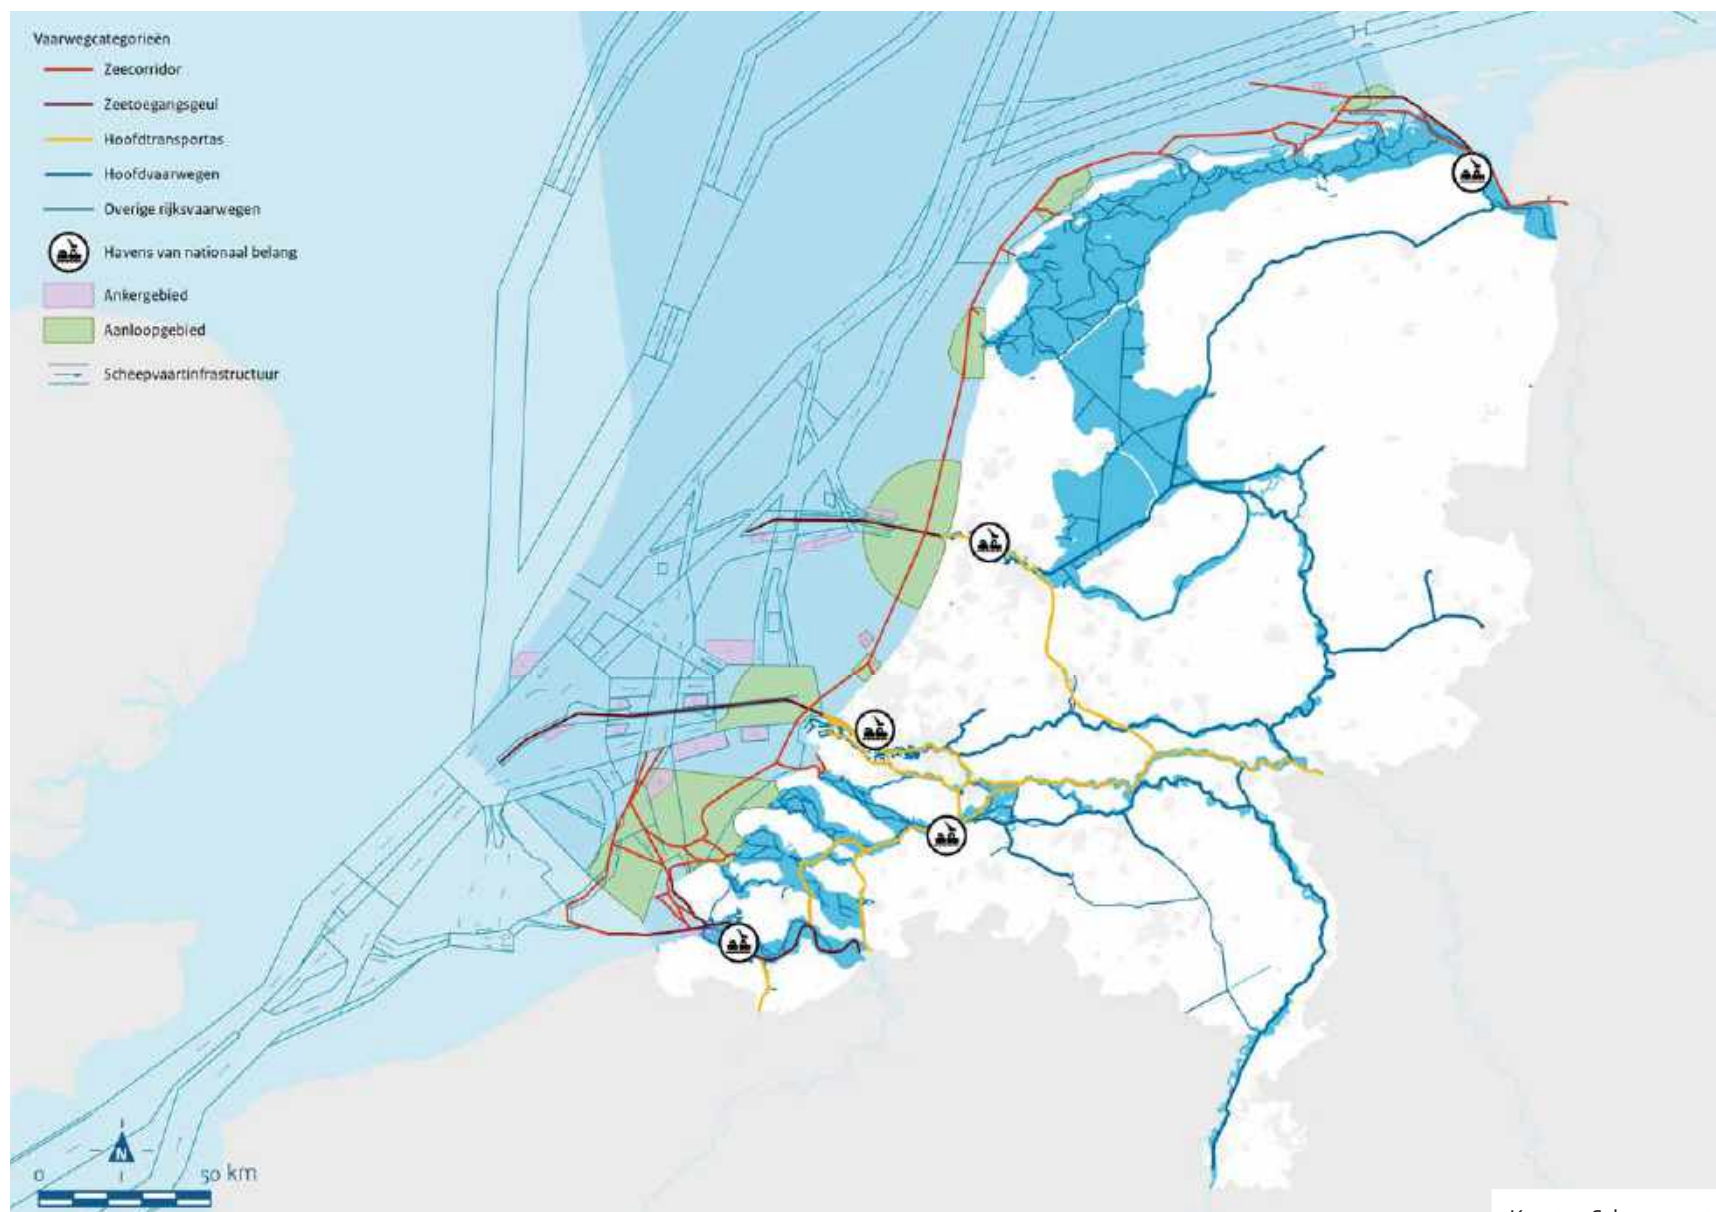 Vaarwegcategorieën
Zeecorridor
Zeetoegangsgeul
Hoofdtransportas
Hoofdvaarwegen
Overige rijksvaarwegen
Havens van nationaal belang
Ankergebied
Aanloopgebied
Scheepvaartinfrastructuur
N
0 50 km